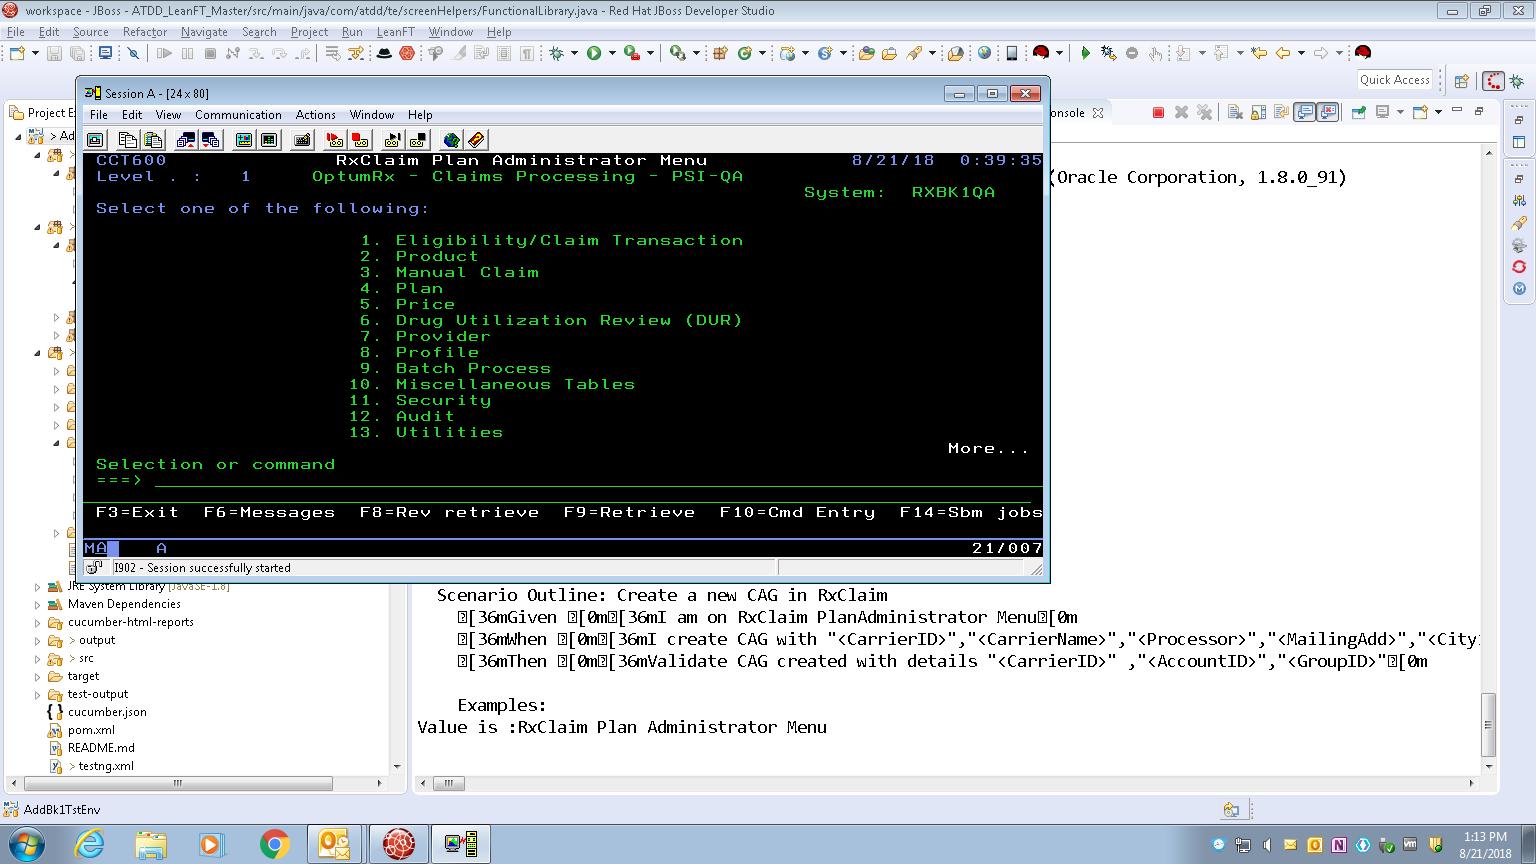 workspace - JBoss - ATDD_LeanFT_Master/src/main/java/com/atdd/te/screenHelpers/FunctionalLibrary.java - Red Hat JBoss Developer Studio
File Edit Source Refactor Navigate Search Project Run LeanFT Window Help
Quick Access
Project E
onsole
Session A - [24 x 80]
File Edit View Communication Actions Window Help
CCT600 RxClaim Plan Administrator Menu 8/21/18 0:39:35
Level . : 1 OptumRx - Claims Processing - PSI-QA
System: RXBK1QA
Select one of the following:
1. Eligibility/Claim Transaction
2. Product
3. Manual Claim
4. Plan
5. Price
6. Drug Utilization Review (DUR)
7. Provider
8. Profile
9. Batch Process
10. Miscellaneous Tables
11. Security
12. Audit
13. Utilities
More...
Selection or command
===>
F3=Exit F6=Messages F8=Rev retrieve F9=Retrieve F10=Cmd Entry F14=Sbm jobs
MA A 21/007
I902 - Session successfully started
> Ad
(Oracle Corporation, 1.8.0_91)
JRE System Library [JavaSE-1.8]
Maven Dependencies
cucumber-html-reports
> output
> src
target
test-output
cucumber.json
pom.xml
README.md
> testng.xml
Scenario Outline: Create a new CAG in RxClaim
[36mGiven [0m[36mI am on RxClaim PlanAdministrator Menu[0m
[36mWhen [0m[36mI create CAG with "<CarrierID>","<CarrierName>","<Processor>","<MailingAdd>","<City
[36mThen [0m[36mValidate CAG created with details "<CarrierID>" ,"<AccountID>","<GroupID>"[0m
Examples:
Value is :RxClaim Plan Administrator Menu
AddBk1TstEnv
1:13 PM
8/21/2018